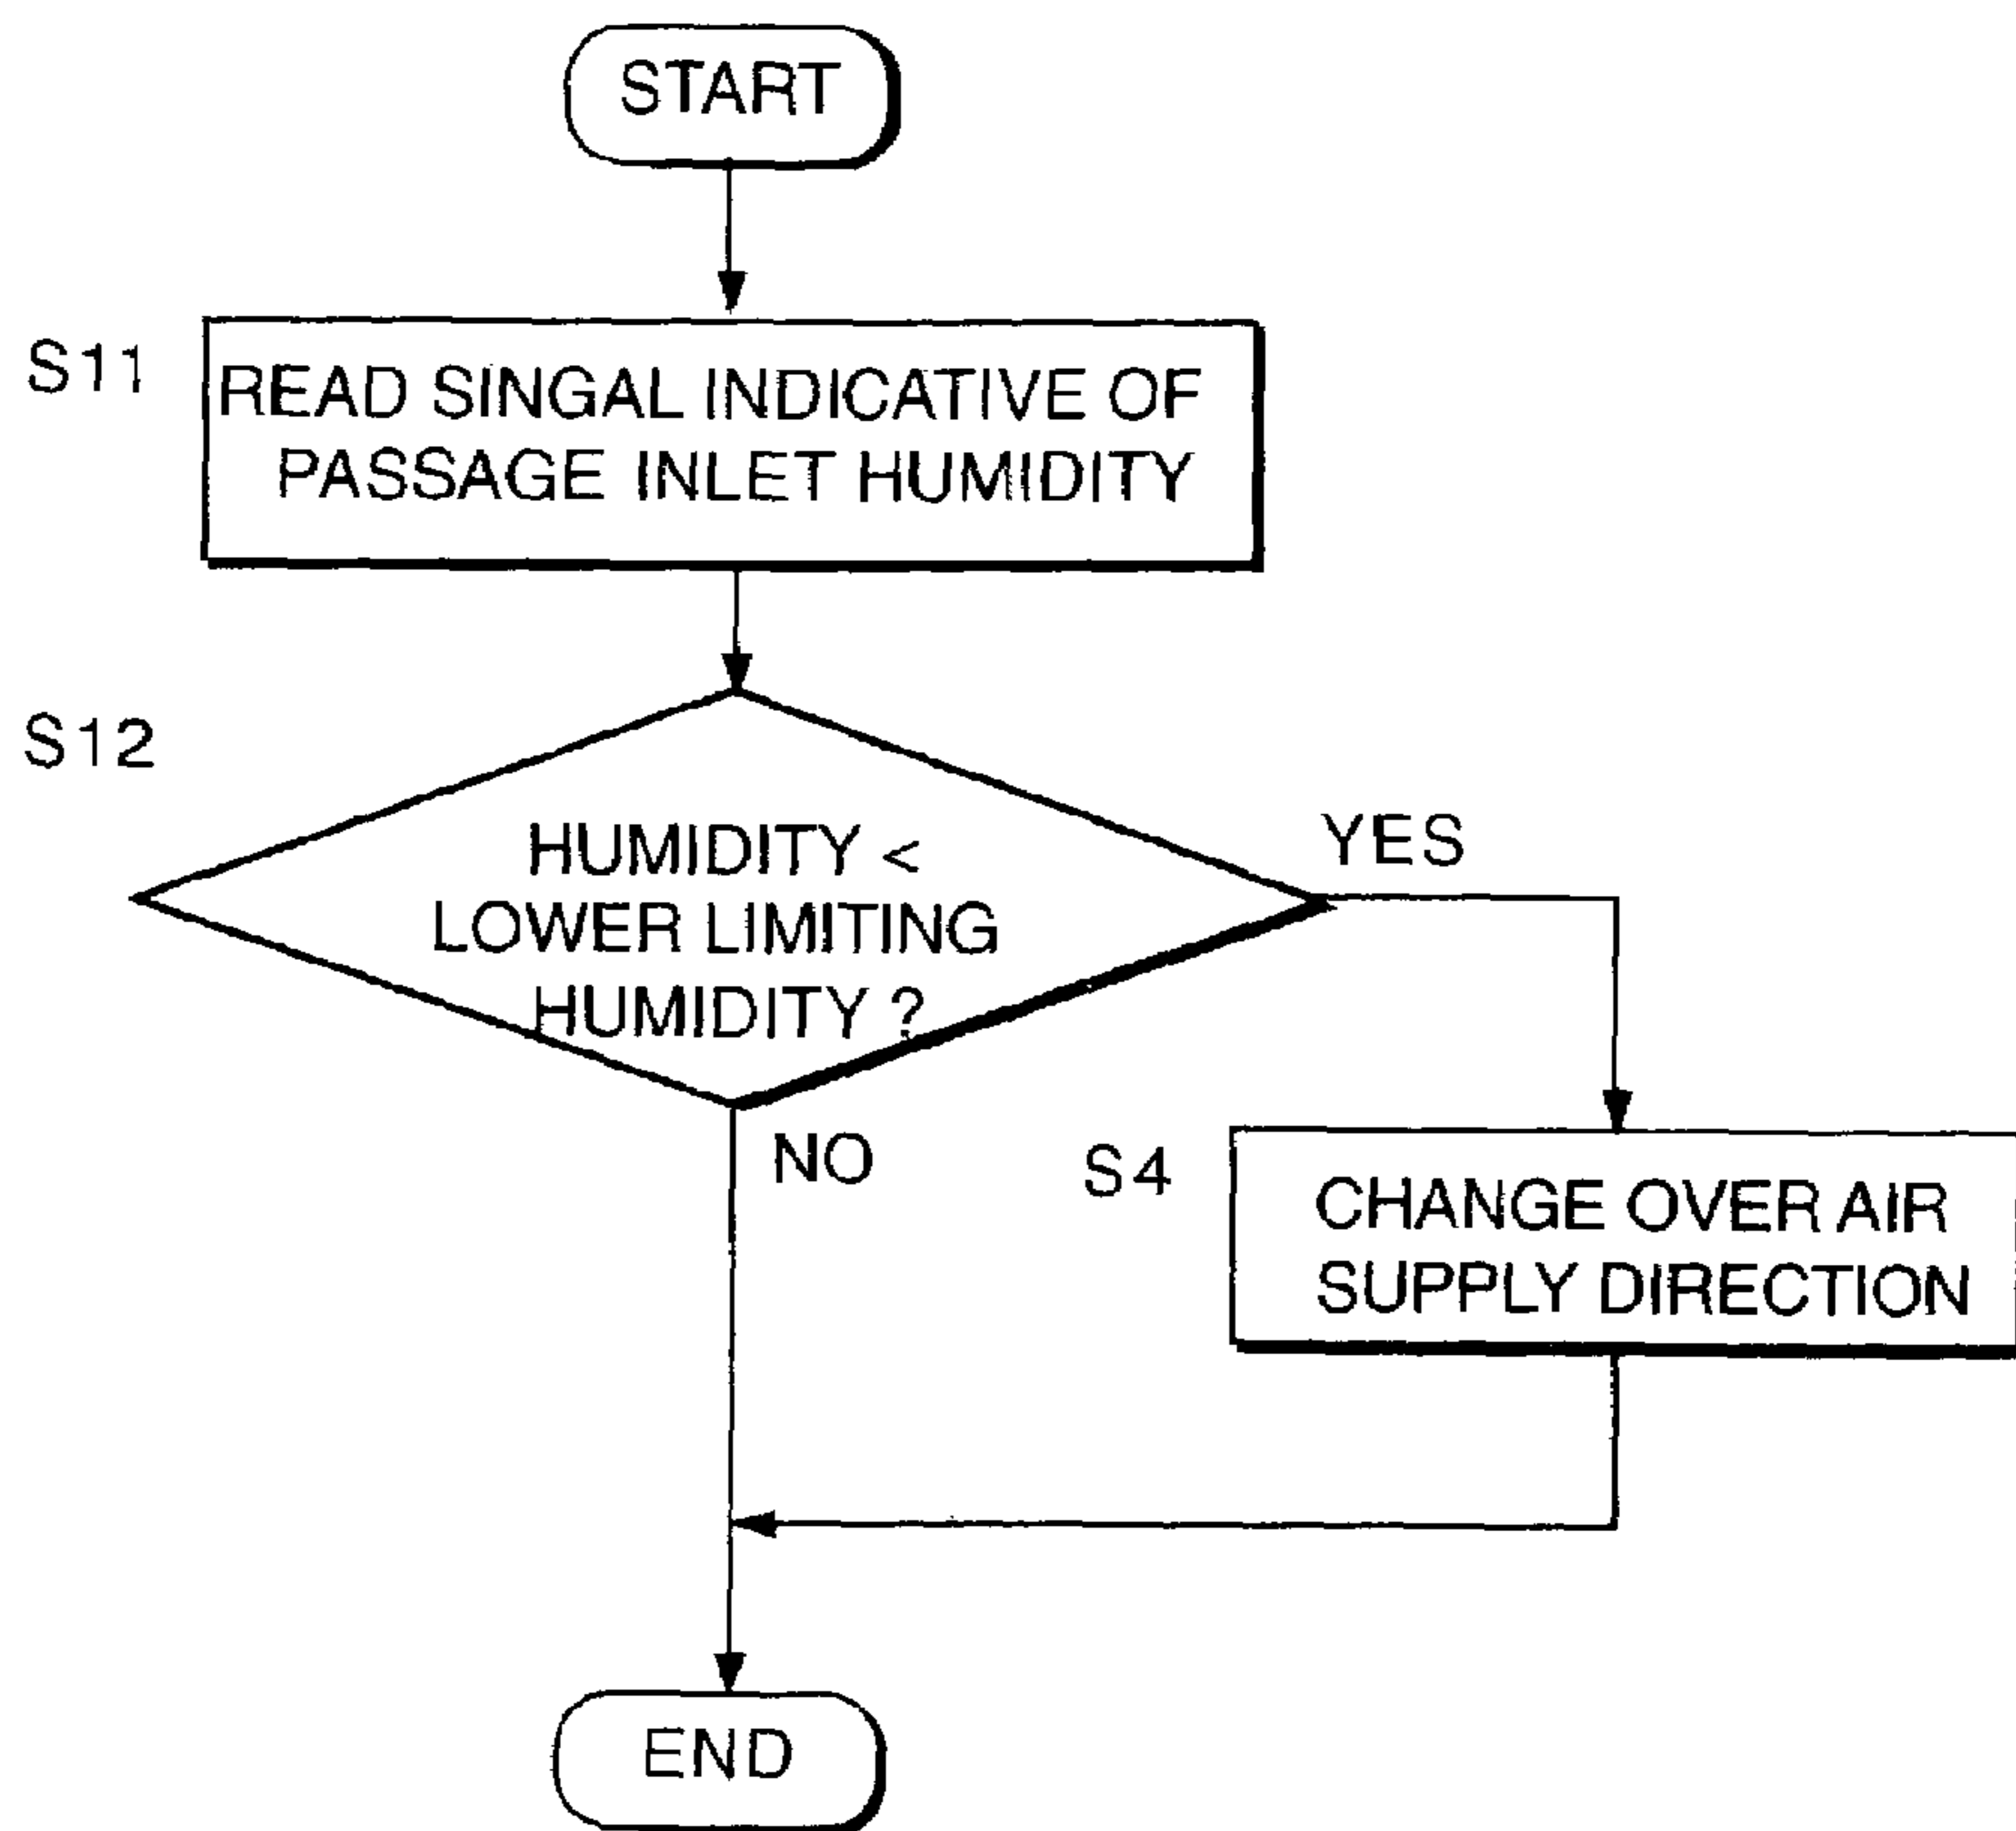 START
S11
READ SINGAL INDICATIVE OF
PASSAGE INLET HUMIDITY
S12
HUMIDITY <
LOWER LIMITING
HUMIDITY ?
YES
NO
S4
CHANGE OVER AIR
SUPPLY DIRECTION
END